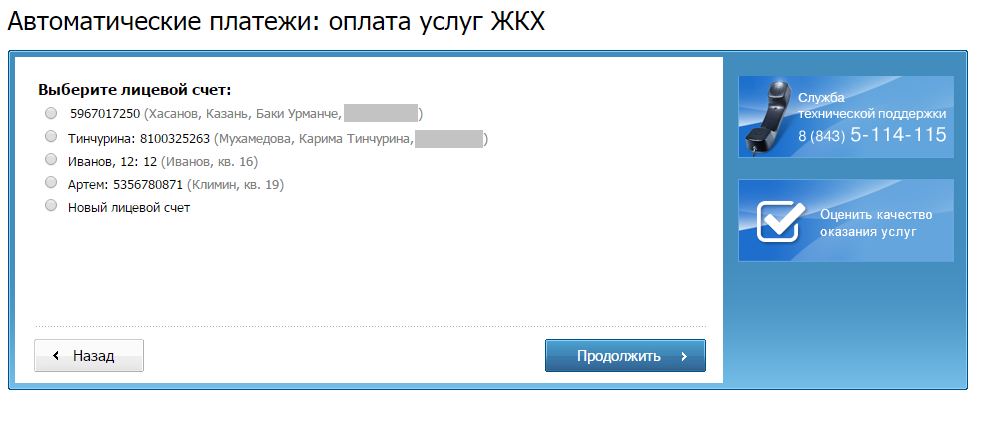 Автоматические платежи: оплата услуг ЖКХ
Выберите лицевой счет:
5967017250 (Хасанов, Казань, Баки Урманче, )
Тинчурина: 8100325263 (Мухамедова, Карима Тинчурина, )
Иванов, 12: 12 (Иванов, кв. 16)
Артем: 5356780871 (Климин, кв. 19)
Новый лицевой счет
Назад
Продолжить
Служба
технической поддержки
8 (843) 5-114-115
Оценить качество
оказания услуг